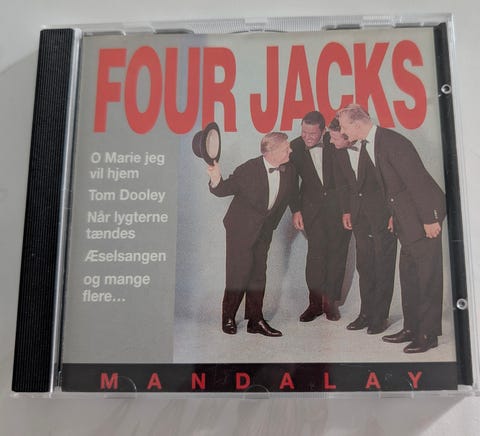 FOUR JACKS
O Marie jeg
vil hjem
Tom Dooley
Når lygterne
tændes
Æselsangen
og mange
flere...
MANDALAY